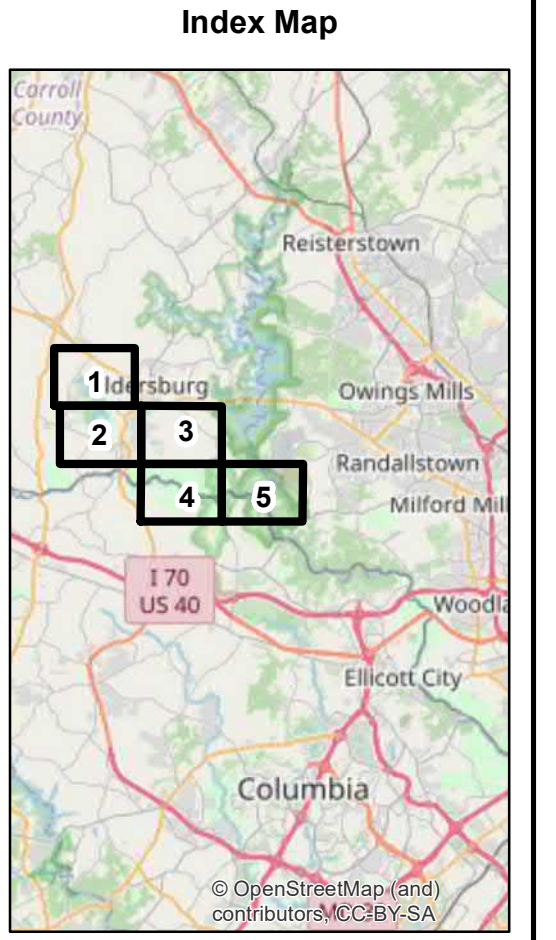 Index Map
Carroll
County
Reisterstown
1
ldersburg
Owings Mills
2
3
Randallstown
4
5
Milford Mil
I 70
US 40
Woodla
Ellicott City
Columbia
© OpenStreetMap (and)
contributors, CC-BY-SA